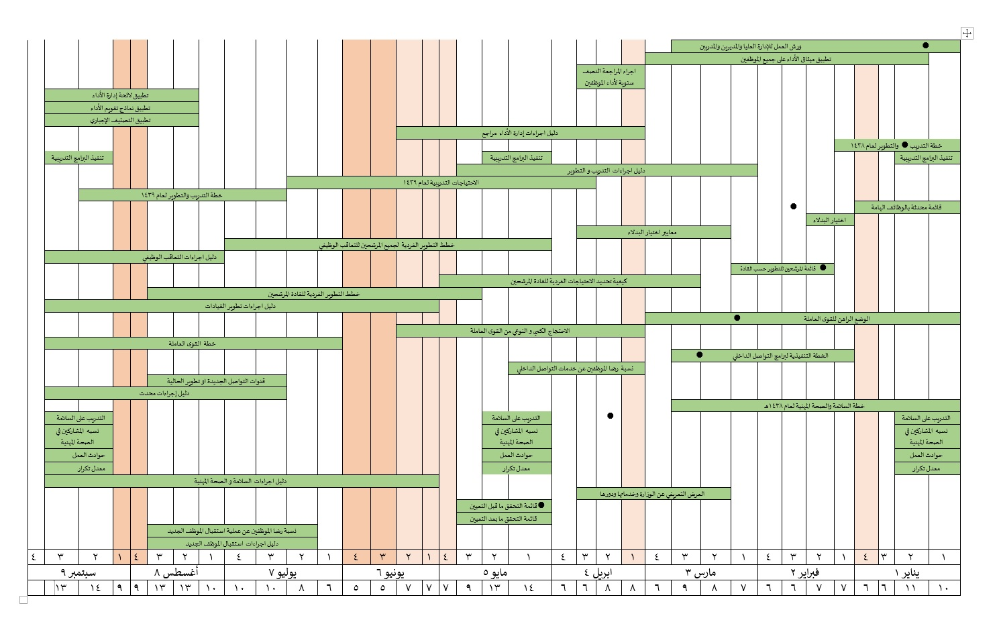 ورش العمل للإدارة العليا والمديرين والمدربين
تطبيق ميثاق الأداء على جميع الموظفين
اجراء المراجعة النصف
سنوية لأداء الموظفين
تطبيق لائحة إدارة الأداء
تطبيق نماذج تقويم الأداء
تطبيق التصنيف الإجباري
دليل اجراءات إدارة الأداء مراجع
خطة التدريب والتطوير لعام ١٤٣٨
تنفيذ البرامج التدريبية
تنفيذ البرامج التدريبية
تنفيذ البرامج التدريبية
دليل اجراءات التدريب و التطوير
الاحتياجات التدريبية لعام ١٤٣٩
خطة التدريب والتطوير لعام ١٤٣٩
قائمة محدثة بالوظائف الهامة
اختيار البدلاء
معايير اختيار البدلاء
خطط التطوير الفردية لجميع المرشحين للتعاقب الوظيفي
دليل اجراءات التعاقب الوظيفي
قائمة المرشحين للتطوير حسب القادة
كيفية تحديد الاحتياجات الفردية للقادة المرشحين
خطط التطوير الفردية للقادة المرشحين
دليل اجراءات تطوير القيادات
الوضع الراهن للقوى العاملة
الاحتياج الكمي و النوعي من القوى العاملة
خطة القوى العاملة
الخطة التنفيذية لبرامج التواصل الداخلي
نسبة رضا الموظفين عن خدمات التواصل الداخلي
قنوات التواصل الجديدة او تطوير الحالية
دليل إجراءات محدث
خطة السلامة والصحة المهنية لعام ١٤٣٨هـ
التدريب على السلامة
التدريب على السلامة
التدريب على السلامة
نسبه المشاركين في
نسبه المشاركين في
نسبه المشاركين في
الصحة المهنية
الصحة المهنية
الصحة المهنية
حوادث العمل
حوادث العمل
حوادث العمل
معدل تكرار
معدل تكرار
معدل تكرار
دليل اجراءات السلامة و الصحة المهنية
العرض التعريفي عن الوزارة وخدماتها ودورها
قائمة التحقق ما قبل التعيين
قائمة التحقق ما بعد التعيين
نسبة رضا الموظفين عن عملية استقبال الموظف الجديد
دليل اجراءات استقبال الموظف الجديد
١ ٢ ٣ ٤ ١ ٢ ٣ ٤ ١ ٢ ٣ ٤ ١ ٢ ٣ ٤ ١ ٢ ٣ ٤ ١ ٢ ٣ ٤ ١ ٢ ٣ ٤ ١ ٢ ٣ ٤ ١ ٢ ٣ ٤
يناير ١ فبراير ٢ مارس ٣ ابريل ٤ مايو ٥ يونيو ٦ يوليو ٧ أغسطس ٨ سبتمبر ٩
١٠ ١١ ٦ ٦ ٧ ٧ ٦ ٦ ٧ ٨ ٩ ٦ ٨ ٨ ٦ ٦ ١٤ ١٣ ٩ ٧ ٧ ٧ ٥ ٥ ٦ ٨ ١٠ ١٠ ١٠ ١٣ ١٣ ٩ ٩ ١٤ ١٣